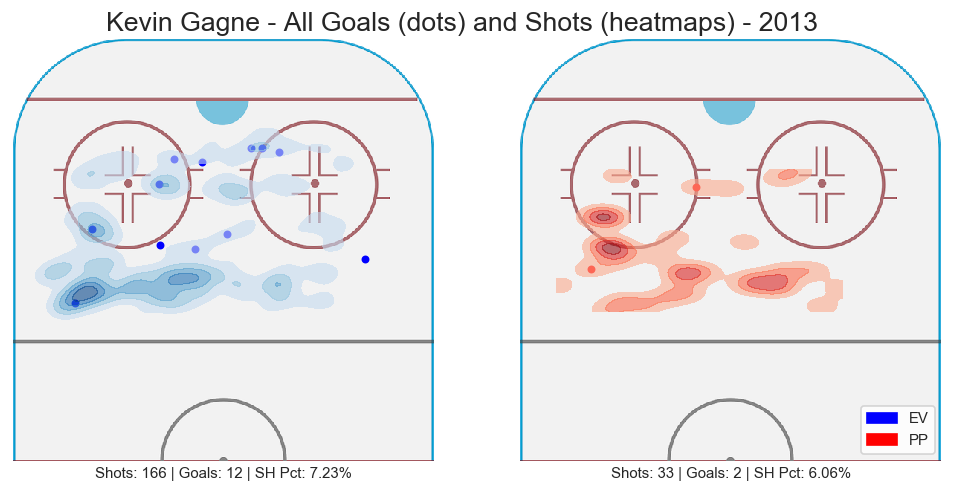 Kevin Gagne - All Goals (dots) and Shots (heatmaps) - 2013
EV
PP
Shots: 166 | Goals: 12 | SH Pct: 7.23%
Shots: 33 | Goals: 2 | SH Pct: 6.06%